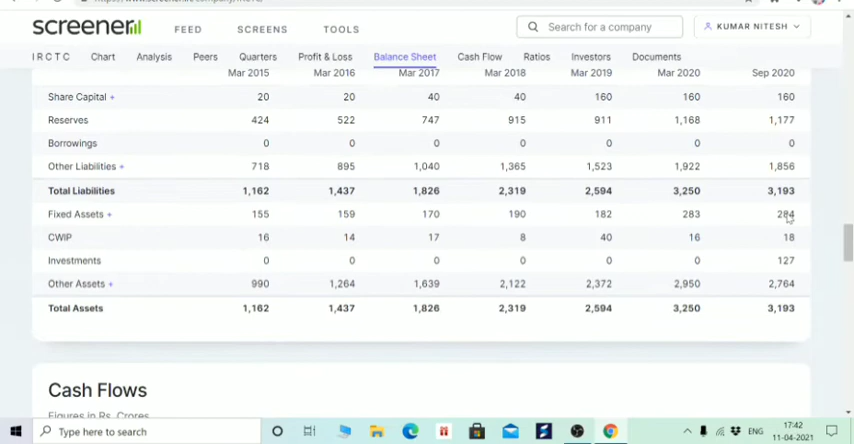 screener
FEED SCREENS TOOLS
Search for a company
KUMAR NITESH
IRCTC Chart Analysis Peers Quarters Profit & Loss Balance Sheet Cash Flow Ratios Investors Documents
Mar 2015 Mar 2016 Mar 2017 Mar 2018 Mar 2019 Mar 2020 Sep 2020
Share Capital + 20 20 40 40 160 160 160
Reserves 424 522 747 915 911 1,168 1,177
Borrowings 0 0 0 0 0 0 0
Other Liabilities + 718 895 1,040 1,365 1,523 1,922 1,856
Total Liabilities 1,162 1,437 1,826 2,319 2,594 3,250 3,193
Fixed Assets + 155 159 170 190 182 283 284
CWIP 16 14 17 8 40 16 18
Investments 0 0 0 0 0 0 127
Other Assets + 990 1,264 1,639 2,122 2,372 2,950 2,764
Total Assets 1,162 1,437 1,826 2,319 2,594 3,250 3,193
Cash Flows
Figures in Rs. Crores
Type here to search
ENG
17:42
11-04-2021